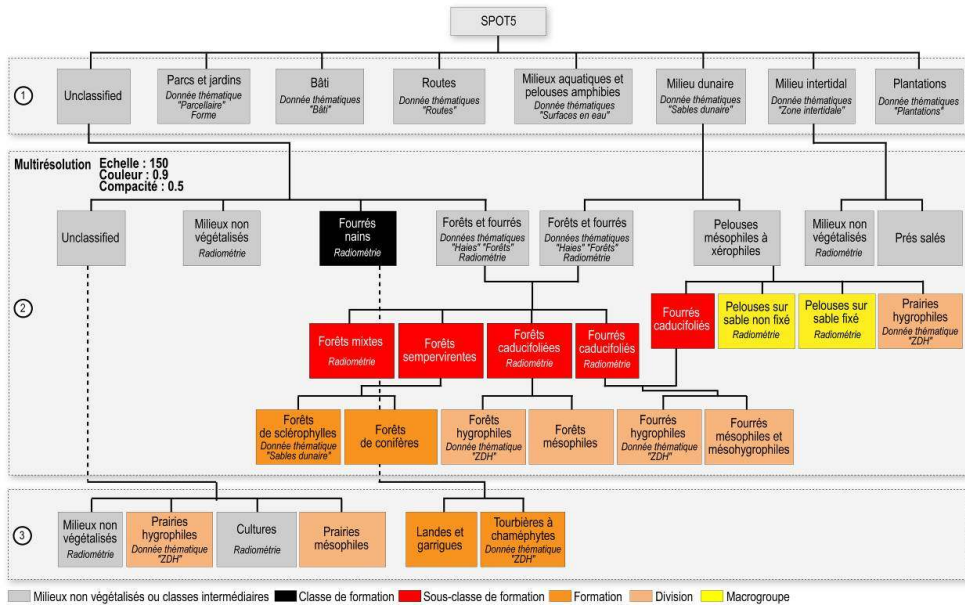 SPOT5
1
Unclassified
Parcs et jardins
Donnée thématique
"Parcellaire"
Forme
Bâti
Donnée thématiques
"Bâti"
Routes
Donnée thématiques
"Routes"
Milieux aquatiques et
pelouses amphibies
Donnée thématiques
"Surfaces en eau"
Milieu dunaire
Donnée thématiques
"Sables dunaire"
Milieu intertidal
Donnée thématiques
"Zone intertidale"
Plantations
Donnée thématiques
"Plantations"
Multirésolution
Echelle : 150
Couleur : 0.9
Compacité : 0.5
2
Unclassified
Milieux non
végétalisés
Radiométrie
Fourrés
nains
Radiométrie
Forêts et fourrés
Données thématiques
"Haies" "Forêts"
Radiométrie
Forêts et fourrés
Données thématiques
"Haies" "Forêts"
Radiométrie
Pelouses
mésophiles à
xérophiles
Milieux non
végétalisés
Radiométrie
Prés salés
Fourrés
caducifoliés
Pelouses sur
sable non fixé
Radiométrie
Pelouses sur
sable fixé
Radiométrie
Prairies
hygrophiles
Donnée thématique
"ZDH"
Forêts mixtes
Radiométrie
Forêts
sempervirentes
Forêts
caducifoliées
Radiométrie
Fourrés
caducifoliés
Radiométrie
Forêts
de sclérophylles
Donnée thématique
"Sables dunaire"
Forêts
de conifères
Forêts
hygrophiles
Donnée thématique
"ZDH"
Forêts
mésophiles
Fourrés
hygrophiles
Donnée thématique
"ZDH"
Fourrés
mésophiles et
mésohygrophiles
3
Milieux non
végétalisés
Radiométrie
Prairies
hygrophiles
Donnée thématique
"ZDH"
Cultures
Radiométrie
Prairies
mésophiles
Landes et
garrigues
Tourbières à
chaméphytes
Donnée thématique
"ZDH"
Milieux non végétalisés ou classes intermédiaires
Classe de formation
Sous-classe de formation
Formation
Division
Macrogroupe